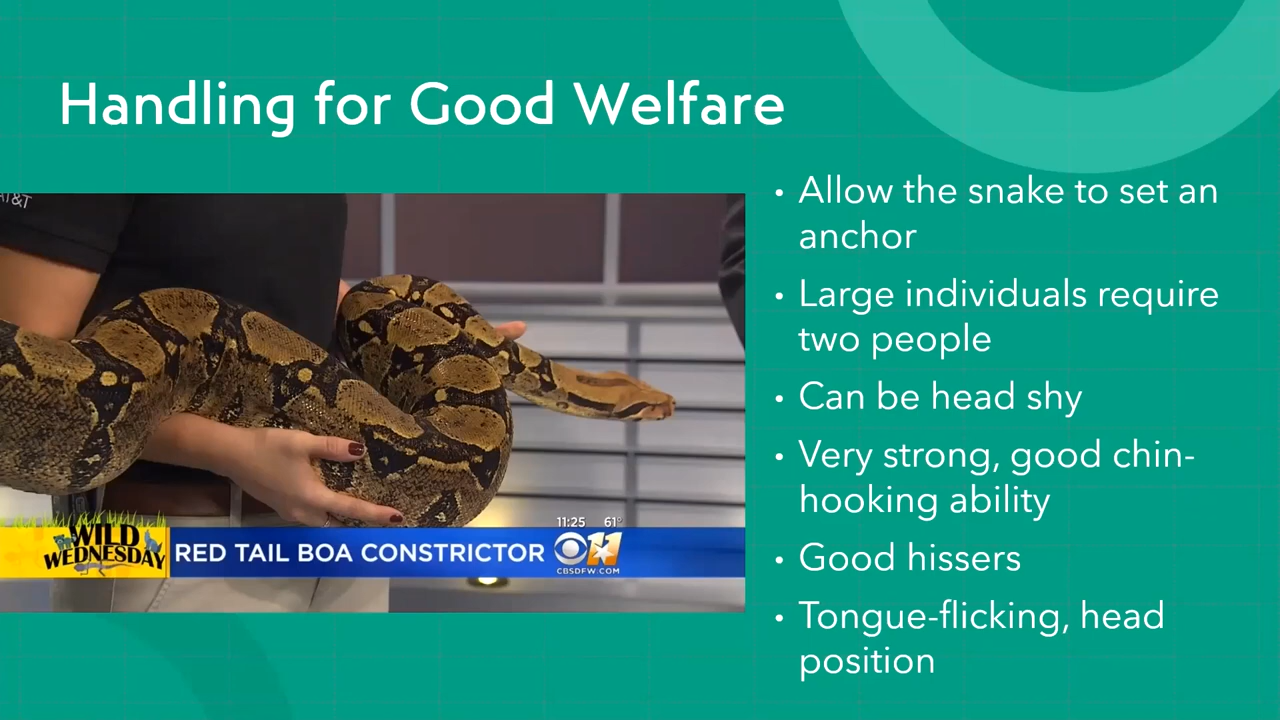 Handling for Good Welfare
AT&T
WILD
WEDNESDAY
RED TAIL BOA CONSTRICTOR
11:25 61°
11
CBSDFW.COM
• Allow the snake to set an
anchor
• Large individuals require
two people
• Can be head shy
• Very strong, good chin-
hooking ability
• Good hissers
• Tongue-flicking, head
position